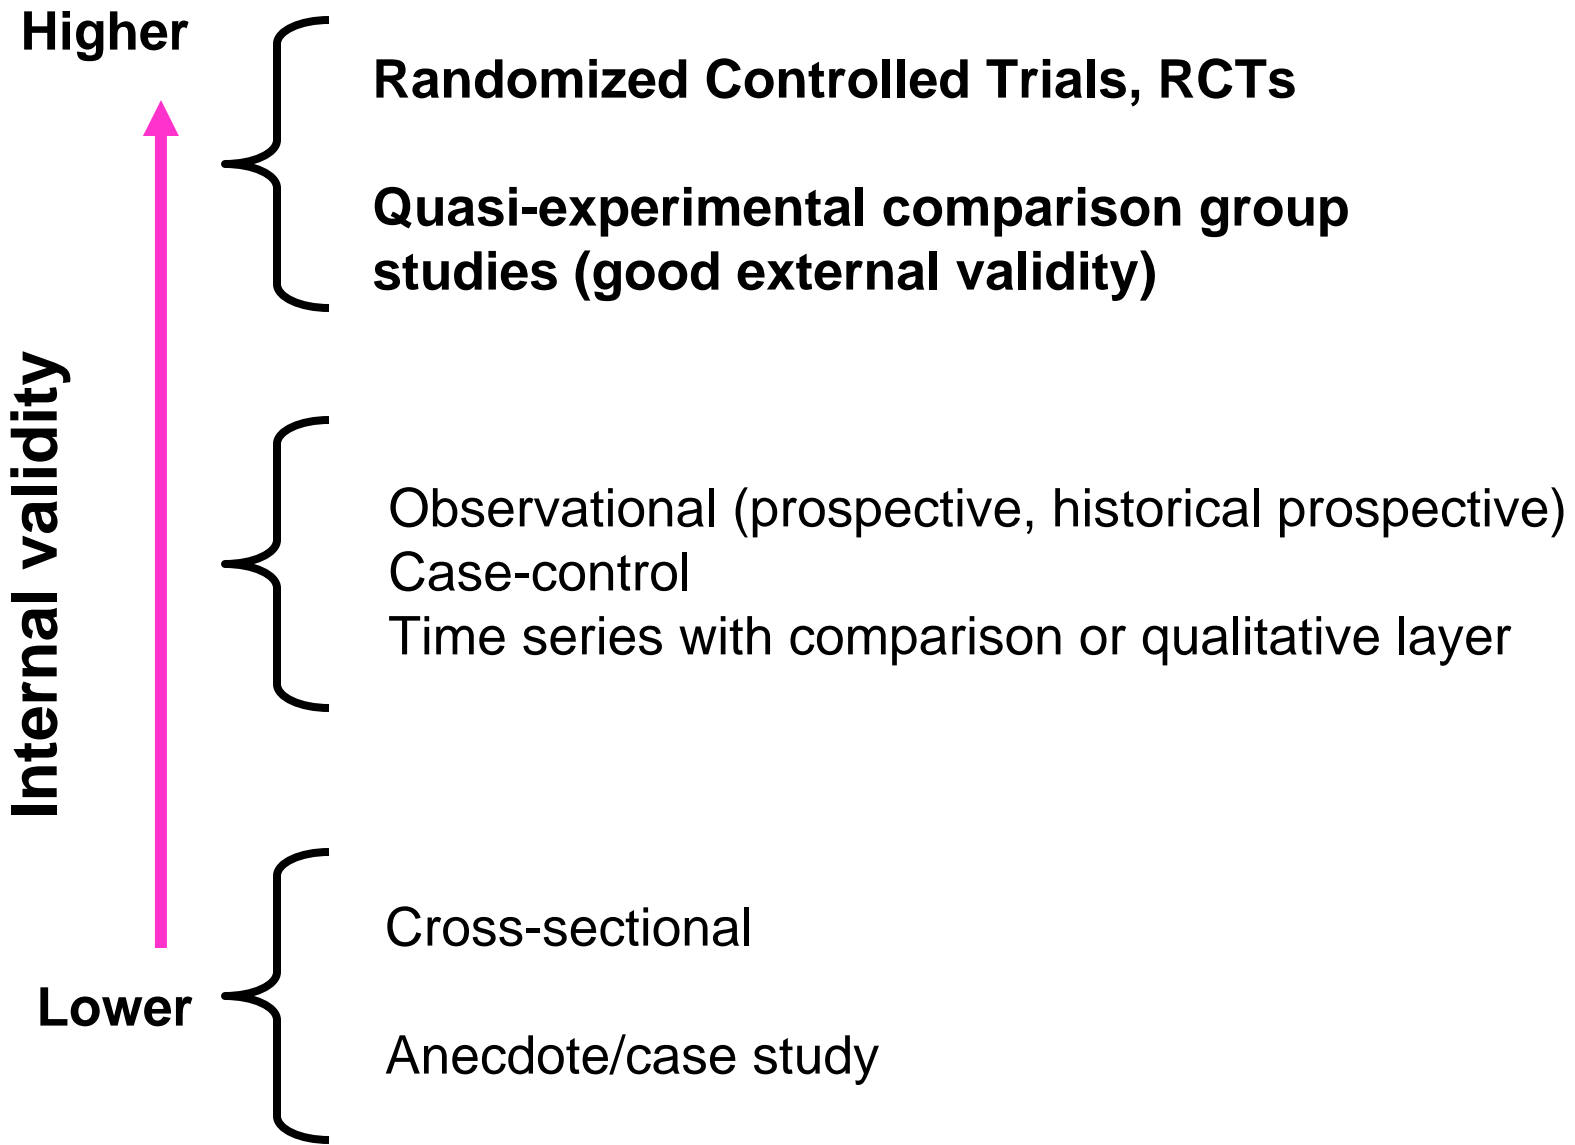 Higher
Randomized Controlled Trials, RCTs
Quasi-experimental comparison group
studies (good external validity)
Internal validity
Observational (prospective, historical prospective)
Case-control
Time series with comparison or qualitative layer
Cross-sectional
Lower
Anecdote/case study